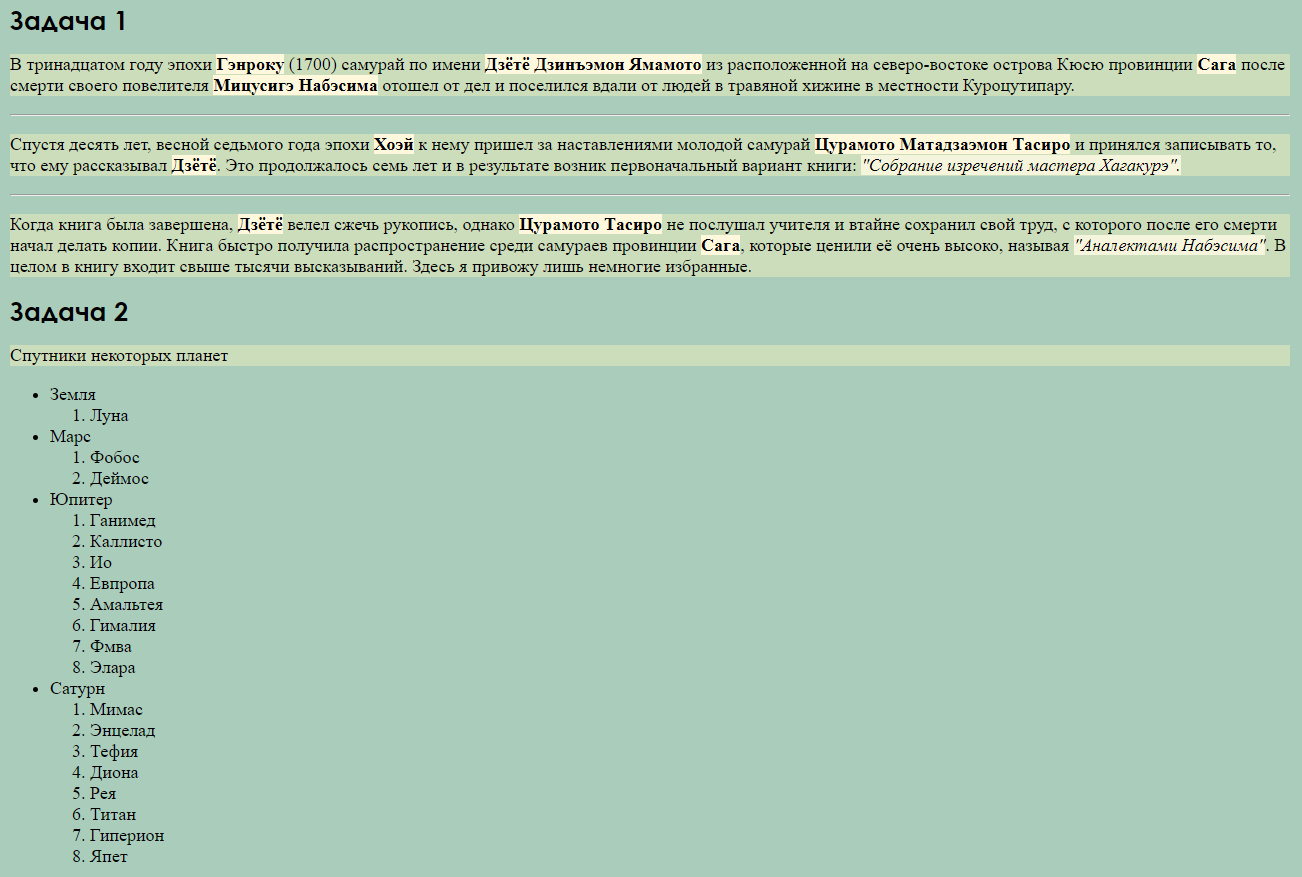 Задача 1
В тринадцатом году эпохи Гэнроку (1700) самурай по имени Дзётё Дзинъэмон Ямамото из расположенной на северо-востоке острова Кюсю провинции Сага после
смерти своего повелителя Мицусигэ Набэсима отошел от дел и поселился вдали от людей в травяной хижине в местности Куроцутипару.
Спустя десять лет, весной седьмого года эпохи Хоэй к нему пришел за наставлениями молодой самурай Цурамото Матадзаэмон Тасиро и принялся записывать то,
что ему рассказывал Дзётё. Это продолжалось семь лет и в результате возник первоначальный вариант книги: "Собрание изречений мастера Хагакурэ".
Когда книга была завершена, Дзётё велел сжечь рукопись, однако Цурамото Тасиро не послушал учителя и втайне сохранил свой труд, с которого после его смерти
начал делать копии. Книга быстро получила распространение среди самураев провинции Сага, которые ценили её очень высоко, называя "Аналектами Набэсима". В
целом в книгу входит свыше тысячи высказываний. Здесь я привожу лишь немногие избранные.
Задача 2
Спутники некоторых планет
• Земля
1. Луна
• Марс
1. Фобос
2. Деймос
• Юпитер
1. Ганимед
2. Каллисто
3. Ио
4. Евпропа
5. Амальтея
6. Гималия
7. Фмва
8. Элара
• Сатурн
1. Мимас
2. Энцелад
3. Тефия
4. Диона
5. Рея
6. Титан
7. Гиперион
8. Япет